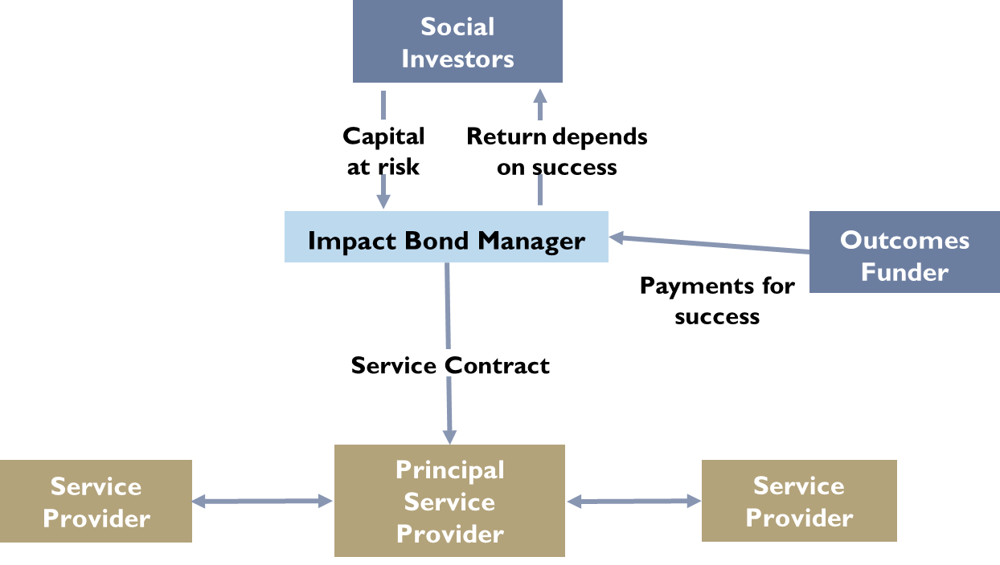 Social
Investors
Capital
at risk
Return depends
on success
Impact Bond Manager
Outcomes
Funder
Payments for
success
Service Contract
Service
Provider
Principal
Service
Provider
Service
Provider